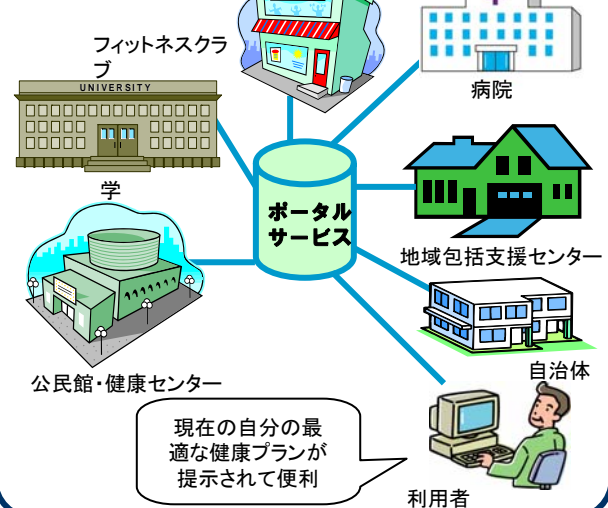 フィットネスクラ
ブ
UNIVERSITY
病院
学
ポータル
サービス
地域包括支援センター
自治体
公民館・健康センター
現在の自分の最
適な健康プランが
提示されて便利
利用者